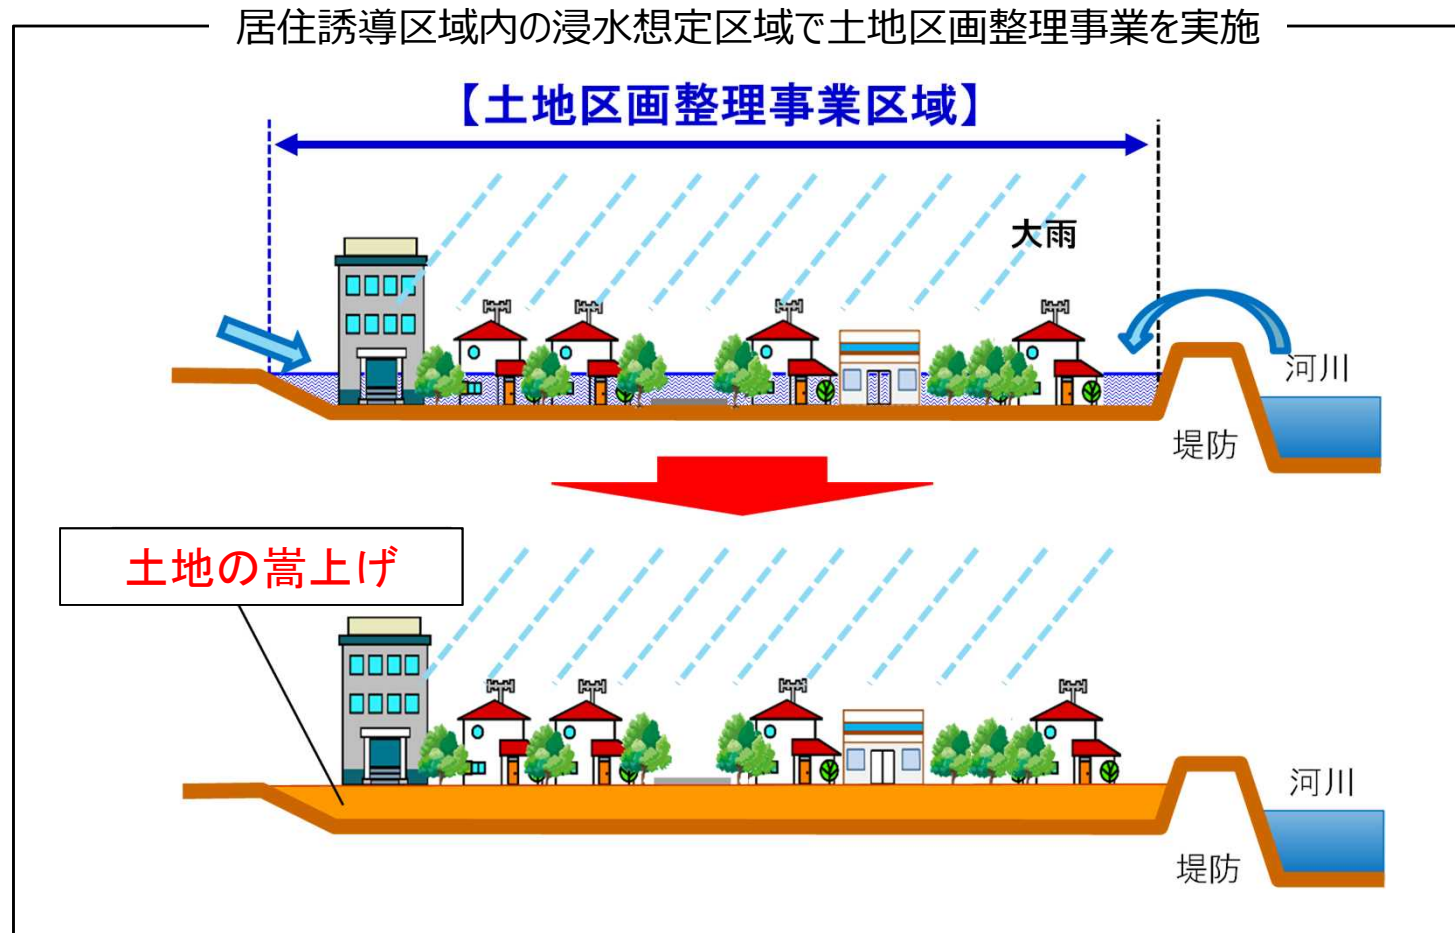 居住誘導区域内の浸水想定区域で土地区画整理事業を実施
【土地区画整理事業区域】
大雨
河川
堤防
土地の嵩上げ
河川
堤防